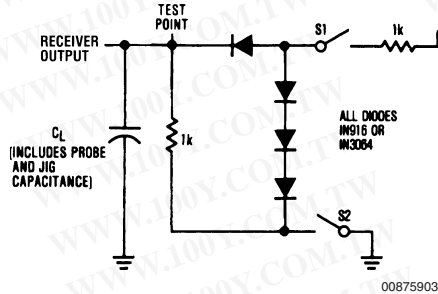 TEST
POINT
RECEIVER
OUTPUT
S1
1k
CL
(INCLUDES PROBE
AND JIG
CAPACITANCE)
1k
ALL DIODES
IN916 OR
IN3064
S2
00875903
WWW.100Y.COM.TW